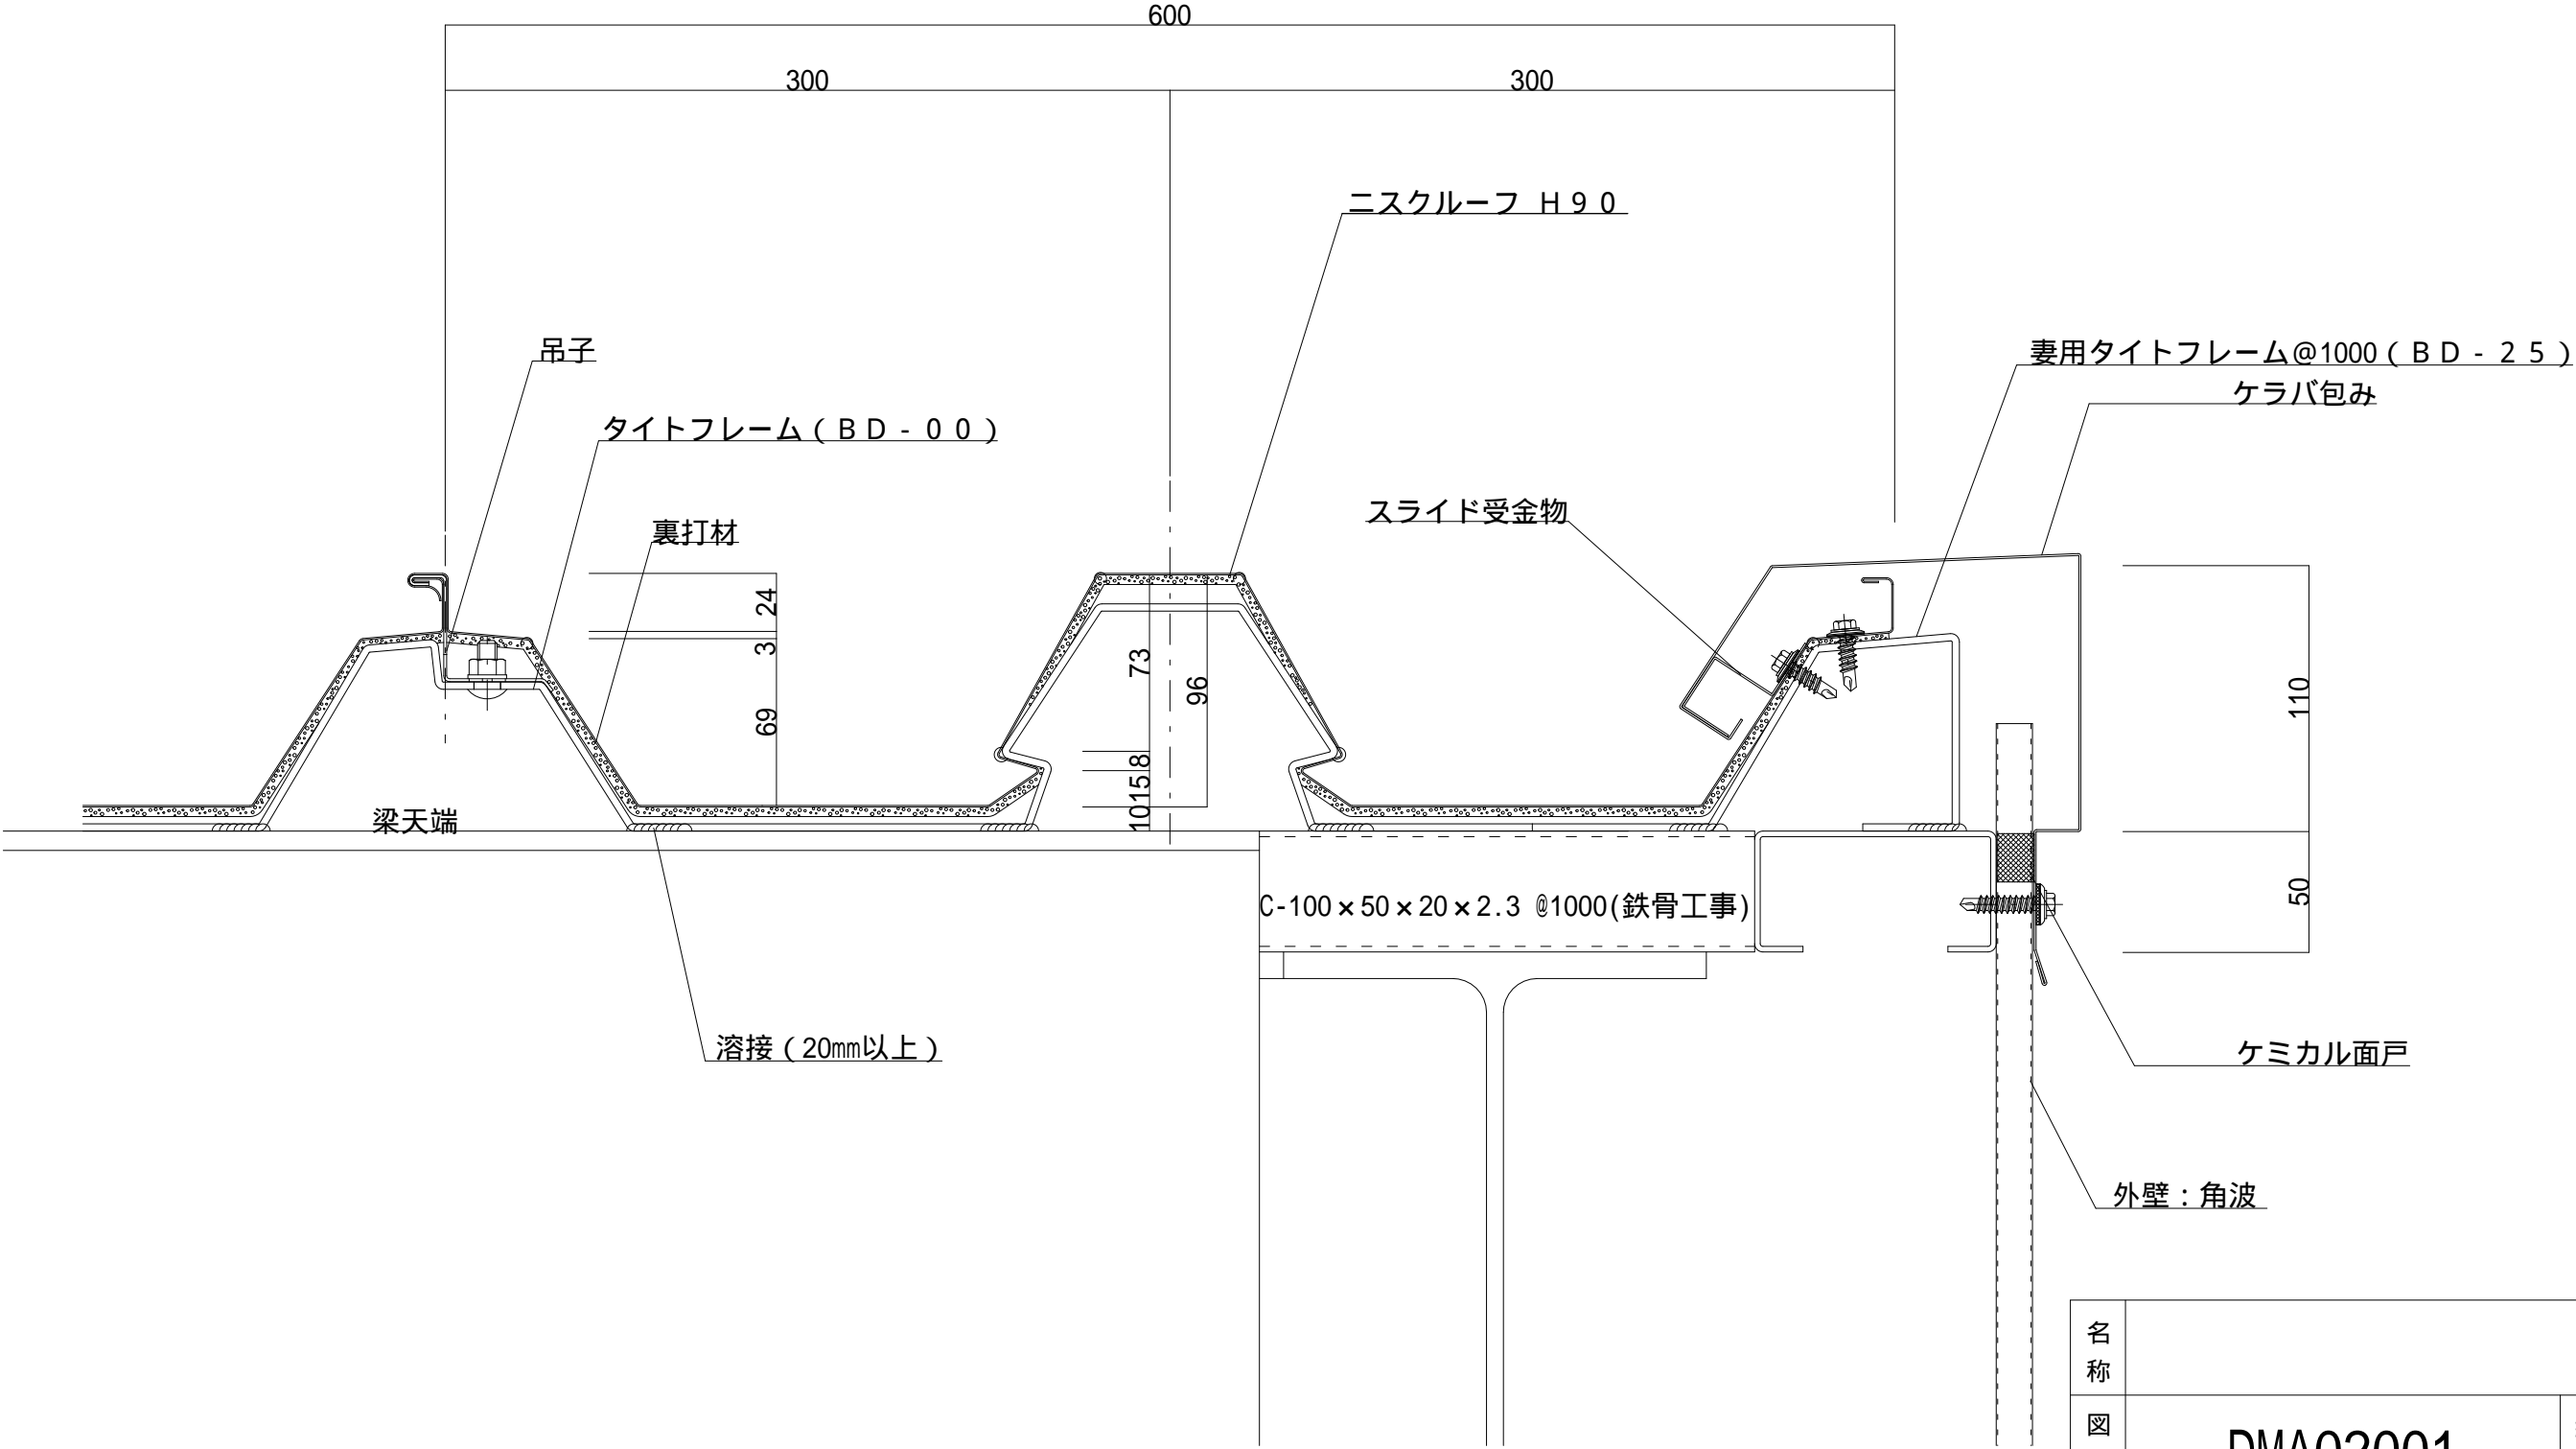 600
300
300
ニスクルーフ H90
吊子
妻用タイトフレーム@1000(BD-25)
ケラバ包み
タイトフレーム(BD-00)
スライド受金物
裏打材
24
3
69
73
96
8
15
10
110
50
梁天端
C-100×50×20×2.3 @1000(鉄骨工事)
溶接(20㎜以上)
ケミカル面戸
外壁:角波
名称
図
DMA02001